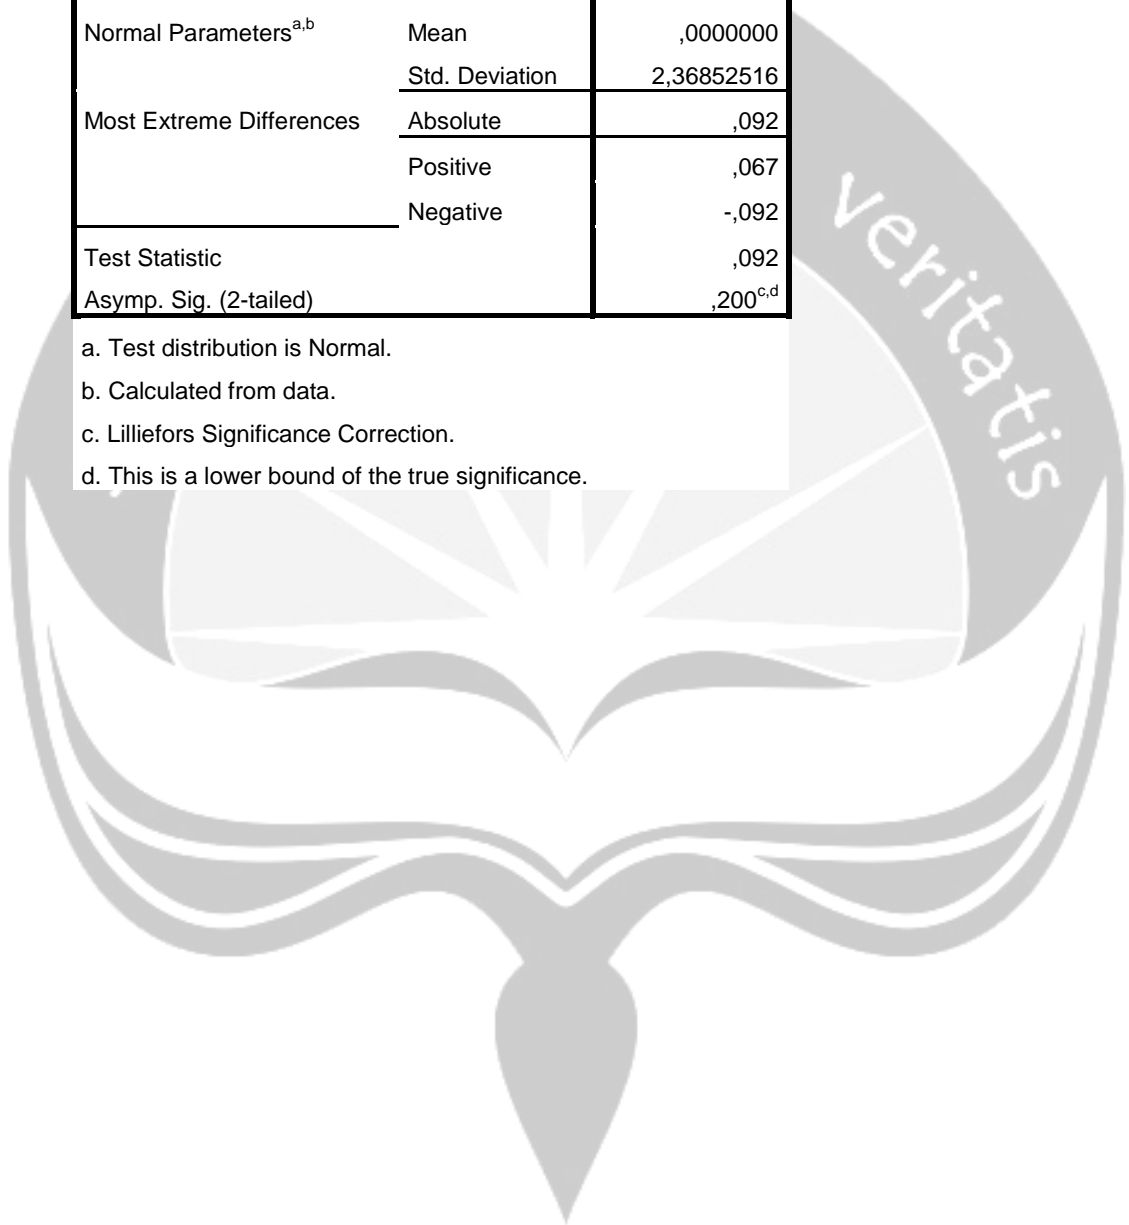 Normal Parametersa,b Mean ,0000000
Std. Deviation 2,36852516
Most Extreme Differences Absolute ,092
Positive ,067
Negative -,092
Test Statistic ,092
Asymp. Sig. (2-tailed) ,200c,d
a. Test distribution is Normal.
b. Calculated from data.
c. Lilliefors Significance Correction.
d. This is a lower bound of the true significance.
veritatis